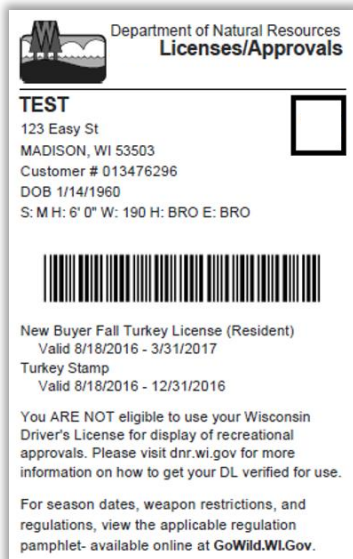 Department of Natural Resources
Licenses/Approvals
TEST
123 Easy St
MADISON, WI 53503
Customer # 013476296
DOB 1/14/1960
S: M H: 6' 0" W: 190 H: BRO E: BRO
New Buyer Fall Turkey License (Resident)
Valid 8/18/2016 - 3/31/2017
Turkey Stamp
Valid 8/18/2016 - 12/31/2016
You ARE NOT eligible to use your Wisconsin
Driver's License for display of recreational
approvals. Please visit dnr.wi.gov for more
information on how to get your DL verified for use.
For season dates, weapon restrictions, and
regulations, view the applicable regulation
pamphlet- available online at GoWild.WI.Gov.